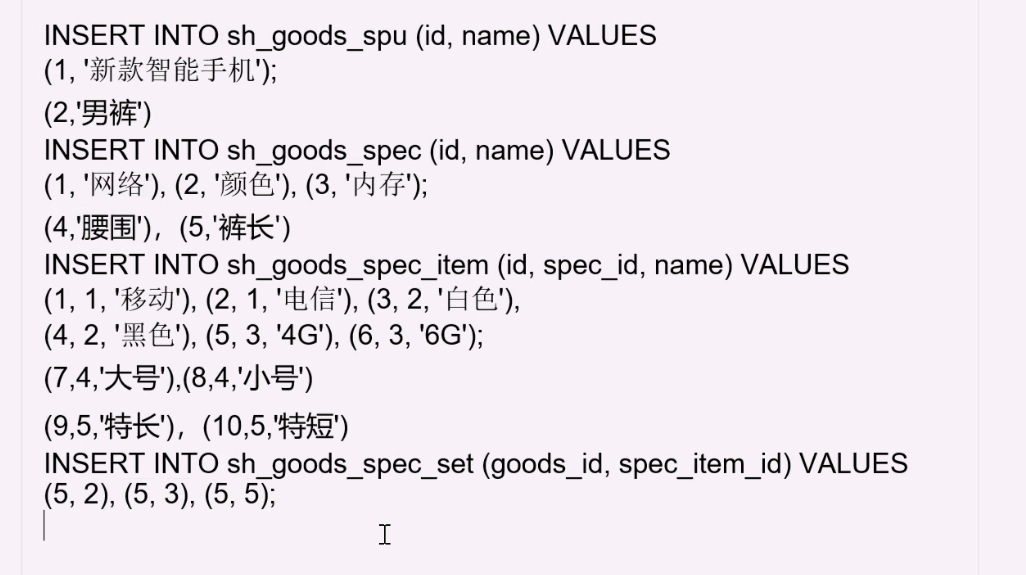 INSERT INTO sh_goods_spu (id, name) VALUES
(1, '新款智能手机');
(2,'男裤')
INSERT INTO sh_goods_spec (id, name) VALUES
(1, '网络'), (2, '颜色'), (3, '内存');
(4,'腰围'),（5,'裤长')
INSERT INTO sh_goods_spec_item (id, spec_id, name) VALUES
(1, 1, '移动'), (2, 1, '电信'), (3, 2, '白色'),
(4, 2, '黑色'), (5, 3, '4G'), (6, 3, '6G');
(7,4,'大号'),(8,4,'小号')
(9,5,'特长')，(10,5,'特短')
INSERT INTO sh_goods_spec_set (goods_id, spec_item_id) VALUES
(5, 2), (5, 3), (5, 5);